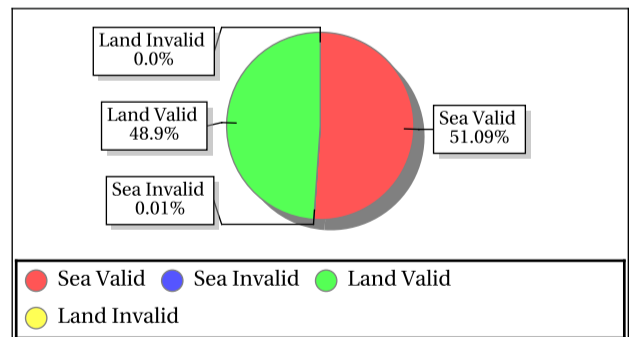 Land Invalid
0.0%
Land Valid
48.9%
Sea Invalid
0.01%
Sea Valid
51.09%
Sea Valid Sea Invalid Land Valid
Land Invalid